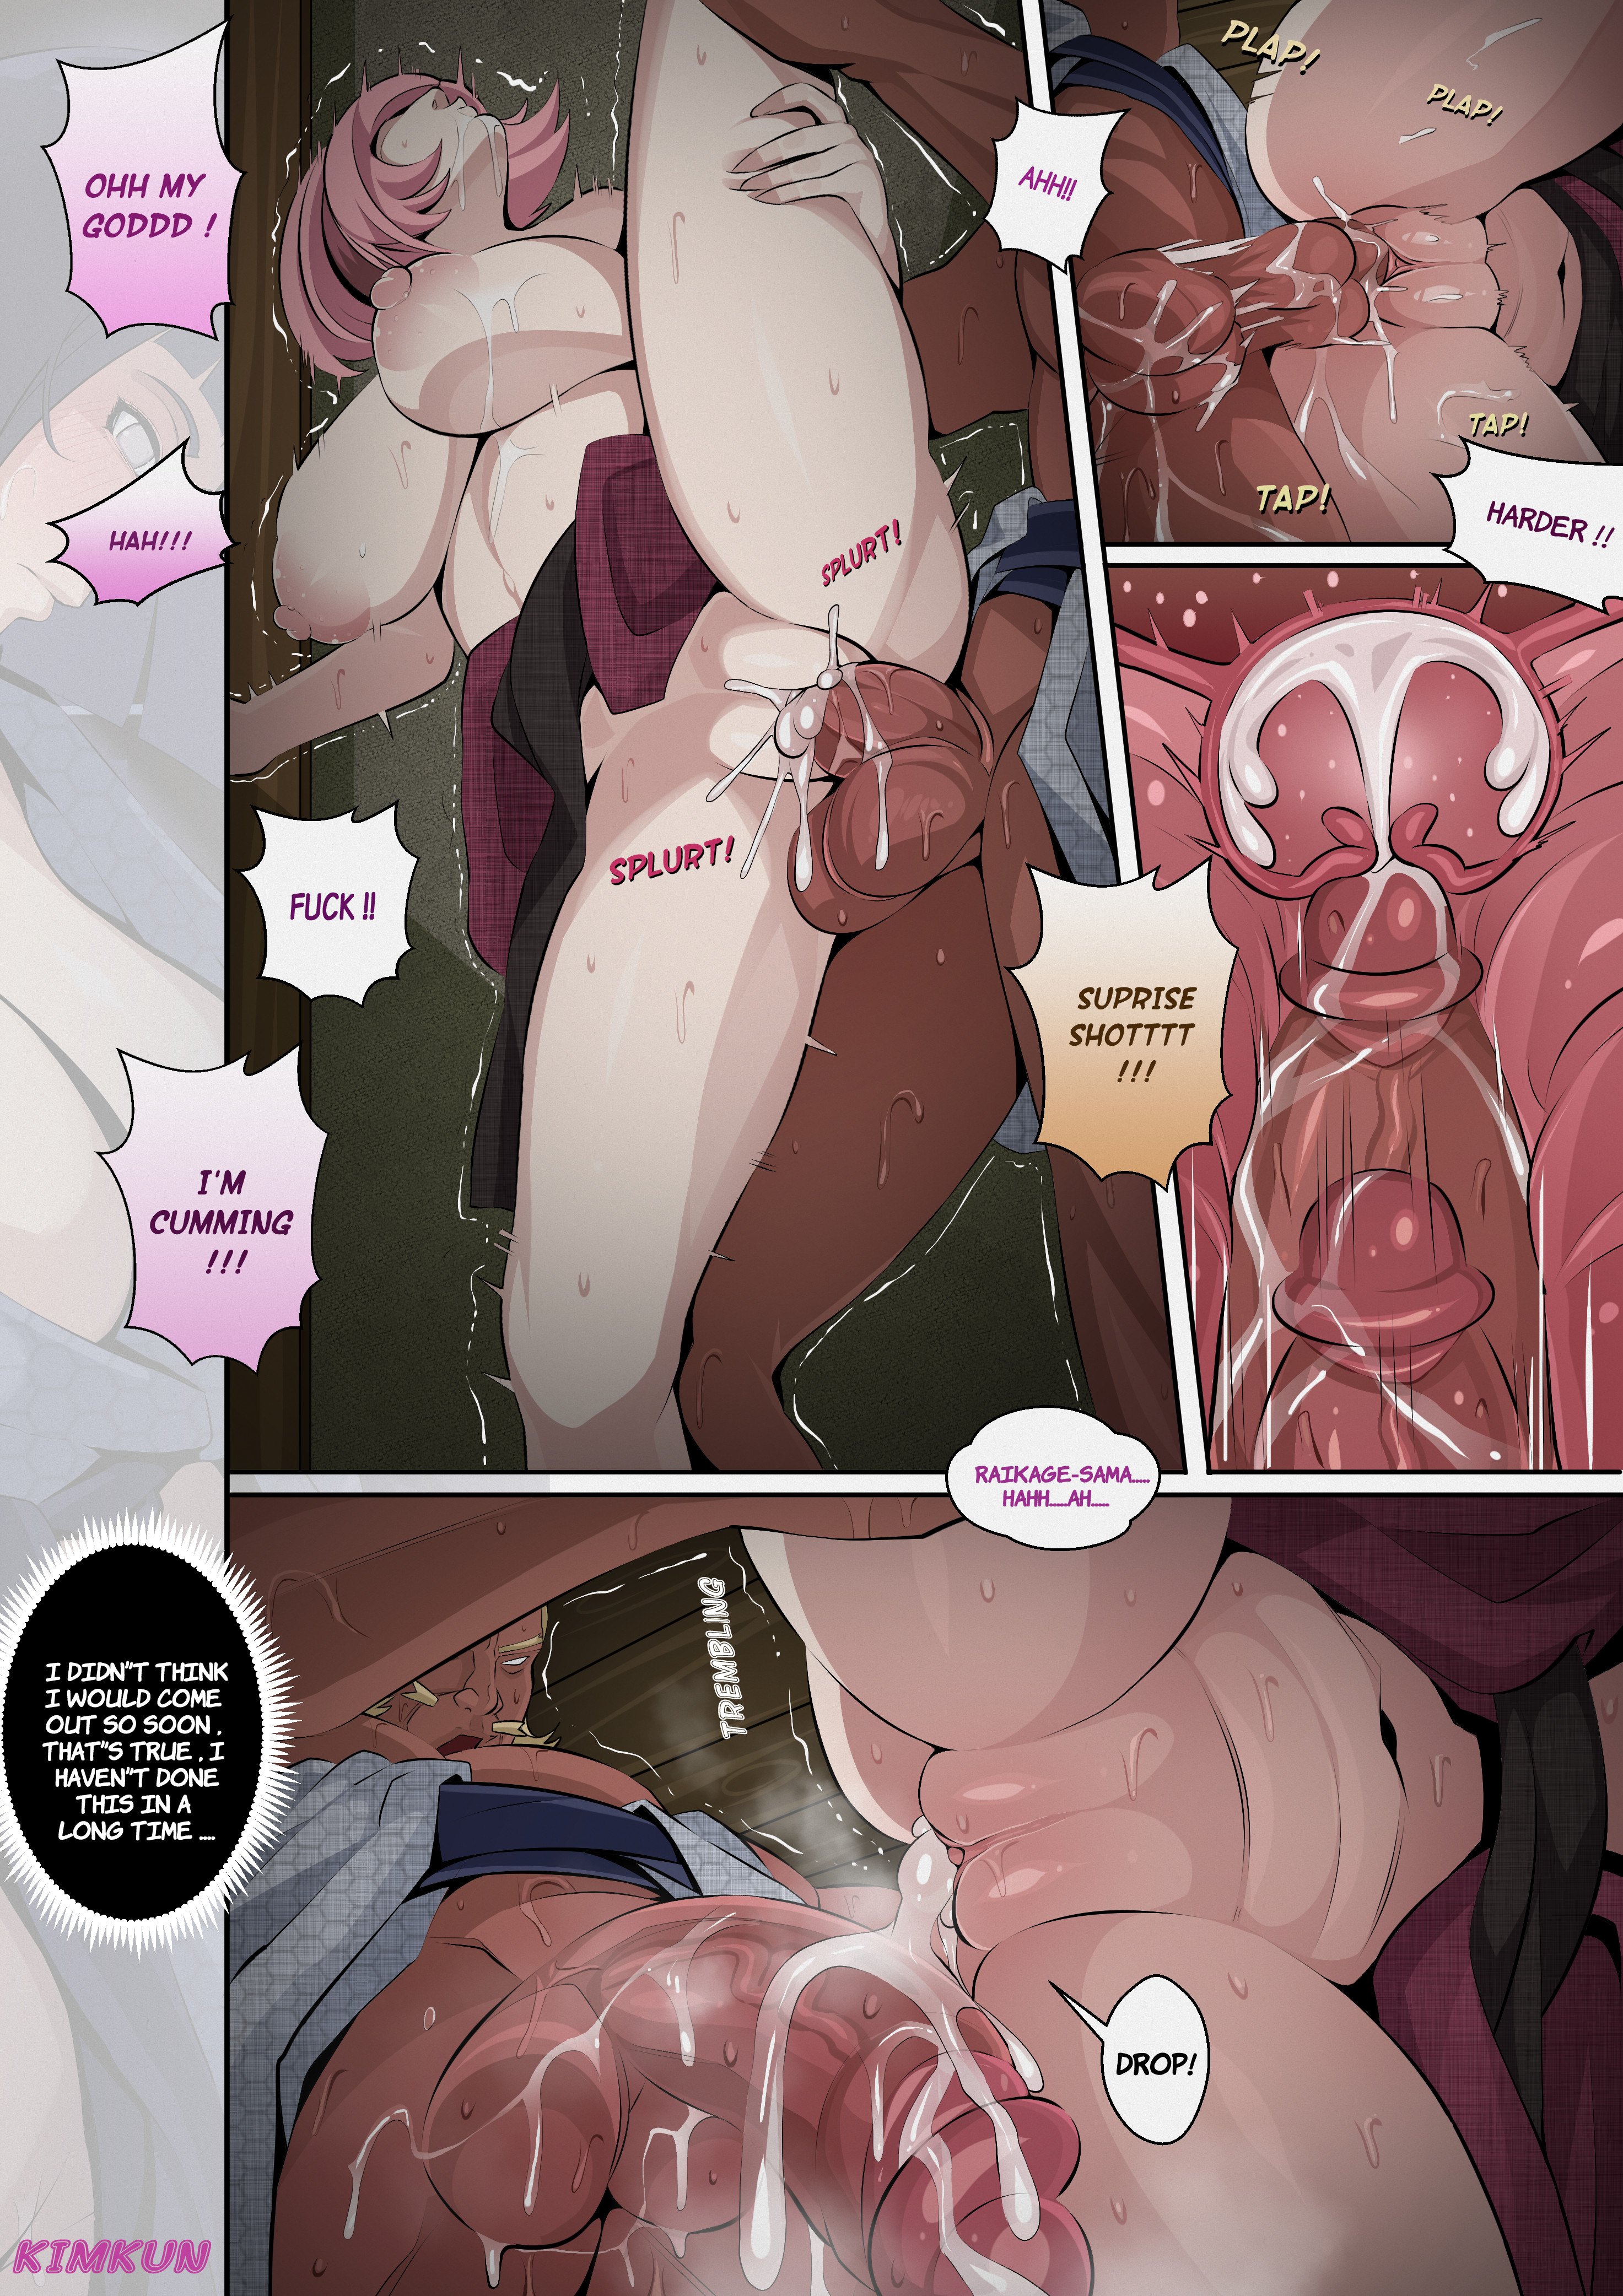 OHH MY
GODDD !
HAH!!!
AHH!!
PLAP!
PLAP!
TAP!
TAP!
HARDER !!
SPLURT!
SPLURT!
FUCK !!
SUPRISE
SHOTTTT
!!!
I'M
CUMMING
!!!
RAIKAGE-SAMA.....
HAHH.....AH.....
TREMBLING
I DIDN"T THINK
I WOULD COME
OUT SO SOON ,
THAT"S TRUE , I
HAVEN"T DONE
THIS IN A
LONG TIME ....
DROP!
KIMKUN